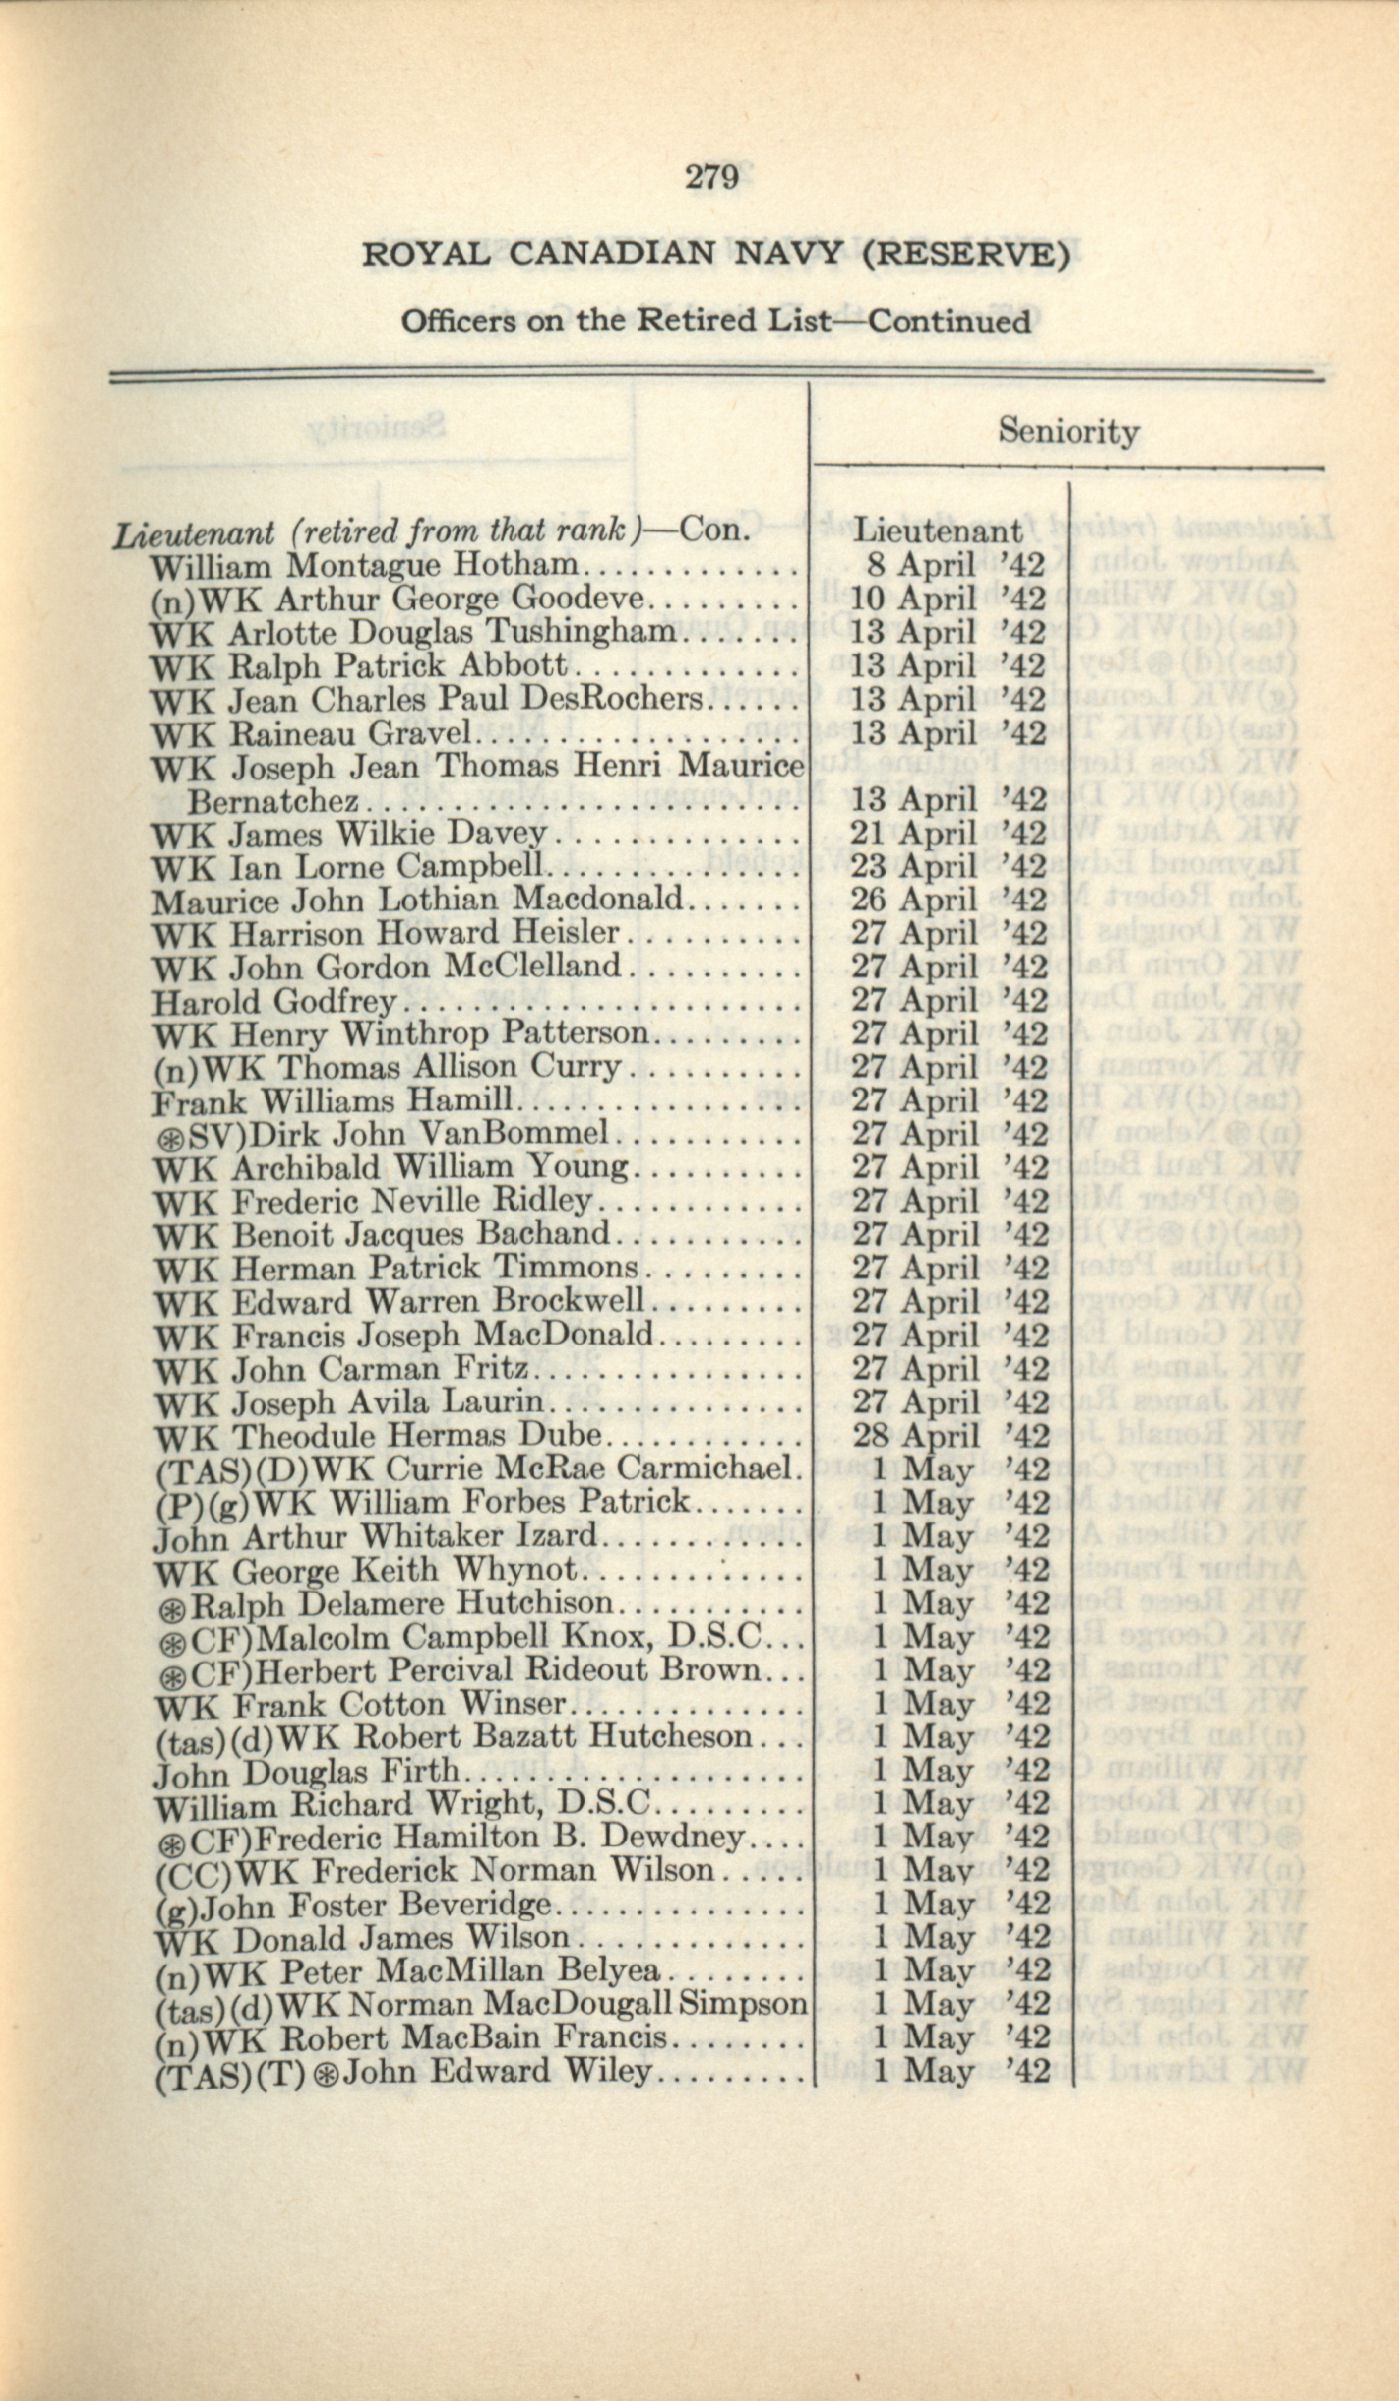 279
ROYAL CANADIAN NAVY (RESERVE)
Officers on the Retired List—Continued
Seniority
Lieutenant (retired from that rank)—Con. Lieutenant
William Montague Hotham............. 8 April ’42
(n)WK Arthur George Goodeve......... 10 April ’42
WK Arlotte Douglas Tushingham....... 13 April ’42
WK Ralph Patrick Abbott.............. 13 April ’42
WK Jean Charles Paul DesRochers...... 13 April ’42
WK Raineau Gravel.................... 13 April ’42
WK Joseph Jean Thomas Henri Maurice
Bernatchez.......................... 13 April ’42
WK James Wilkie Davey............... 21 April ’42
WK Ian Lorne Campbell................ 23 April ’42
Maurice John Lothian Macdonald....... 26 April ’42
WK Harrison Howard Heisler........... 27 April ’42
WK John Gordon McClelland........... 27 April ’42
Harold Godfrey........................ 27 April ’42
WK Henry Winthrop Patterson......... 27 April ’42
(n)WK Thomas Allison Curry........... 27 April ’42
Frank Williams Hamill.................. 27 April ’42
⊛SV)Dirk John VanBommel............ 27 April ’42
WK Archibald William Young........... 27 April ’42
WK Frederic Neville Ridley............. 27 April ’42
WK Benoit Jacques Bachand............ 27 April ’42
WK Herman Patrick Timmons.......... 27 April ’42
WK Edward Warren Brockwell......... 27 April ’42
WK Francis Joseph MacDonald......... 27 April ’42
WK John Carman Fritz................. 27 April ’42
WK Joseph Avila Laurin................ 27 April ’42
WK Theodule Hermas Dube............ 28 April ’42
(TAS)(D)WK Currie McRae Carmichael. 1 May ’42
(P)(g)WK William Forbes Patrick....... 1 May ’42
John Arthur Whitaker Izard............. 1 May ’42
WK George Keith Whynot.............. 1 May ’42
⊛Ralph Delamere Hutchison........... 1 May ’42
⊛CF)Malcolm Campbell Knox, D.S.C... 1 May ’42
⊛CF)Herbert Percival Rideout Brown... 1 May ’42
WK Frank Cotton Winser............... 1 May ’42
(tas)(d)WK Robert Bazatt Hutcheson... 1 May ’42
John Douglas Firth..................... 1 May ’42
William Richard Wright, D.S.C......... 1 May ’42
⊛CF)Frederic Hamilton B. Dewdney.... 1 May ’42
(CC)WK Frederick Norman Wilson..... 1 May ’42
(g)John Foster Beveridge................ 1 May ’42
WK Donald James Wilson.............. 1 May ’42
(n)WK Peter MacMillan Belyea........ 1 May ’42
(tas)(d)WK Norman MacDougall Simpson 1 May ’42
(n)WK Robert MacBain Francis........ 1 May ’42
(TAS)(T)⊛John Edward Wiley......... 1 May ’42